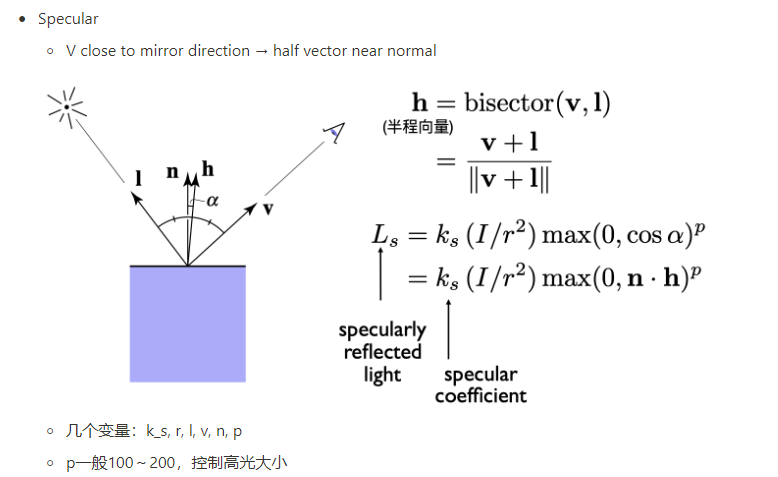 Specular
V close to mirror direction → half vector near normal
h = bisector(v, l)
(半程向量)
= v + l / ‖v + l‖
l n h
α
v
L_s = k_s (I/r²) max(0, cos α)^p
= k_s (I/r²) max(0, n · h)^p
specularly
reflected
light
specular
coefficient
几个变量：k_s, r, l, v, n, p
p一般100～200，控制高光大小